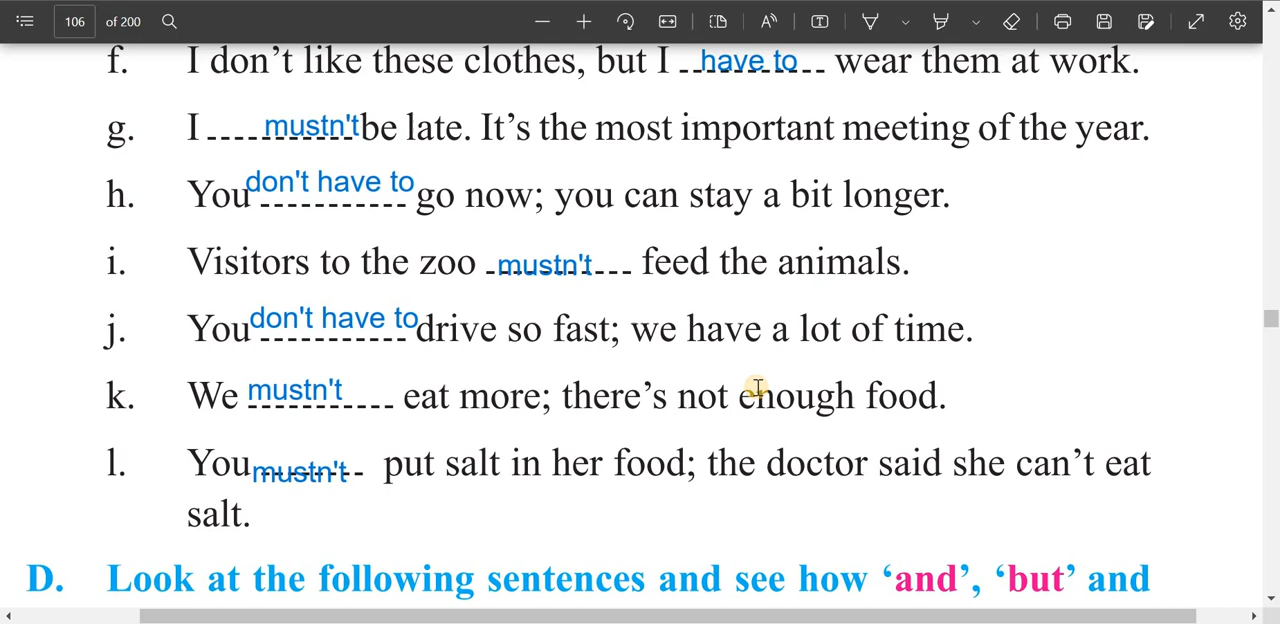 106 of 200
f. I don't like these clothes, but I have to wear them at work.
g. I mustn't be late. It's the most important meeting of the year.
h. You don't have to go now; you can stay a bit longer.
i. Visitors to the zoo mustn't feed the animals.
j. You don't have to drive so fast; we have a lot of time.
k. We mustn't eat more; there's not enough food.
l. You mustn't put salt in her food; the doctor said she can't eat
salt.
D. Look at the following sentences and see how ‘and’, ‘but’ and